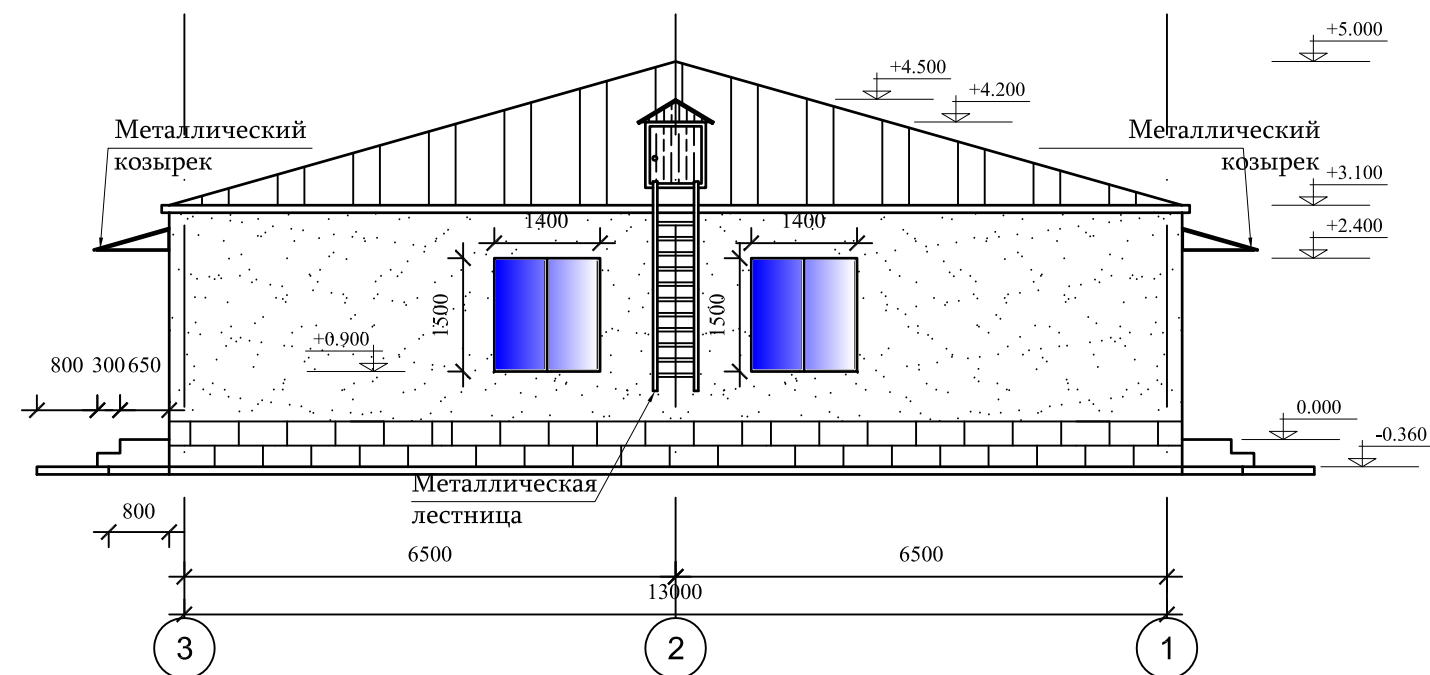 +5.000
+4.500
+4.200
Металлический
козырек
Металлический
козырек
+3.100
+2.400
1400
1400
1500
1500
+0.900
800 300 650
0.000
-0.360
Металлическая
лестница
800
6500
6500
13000
3
2
1